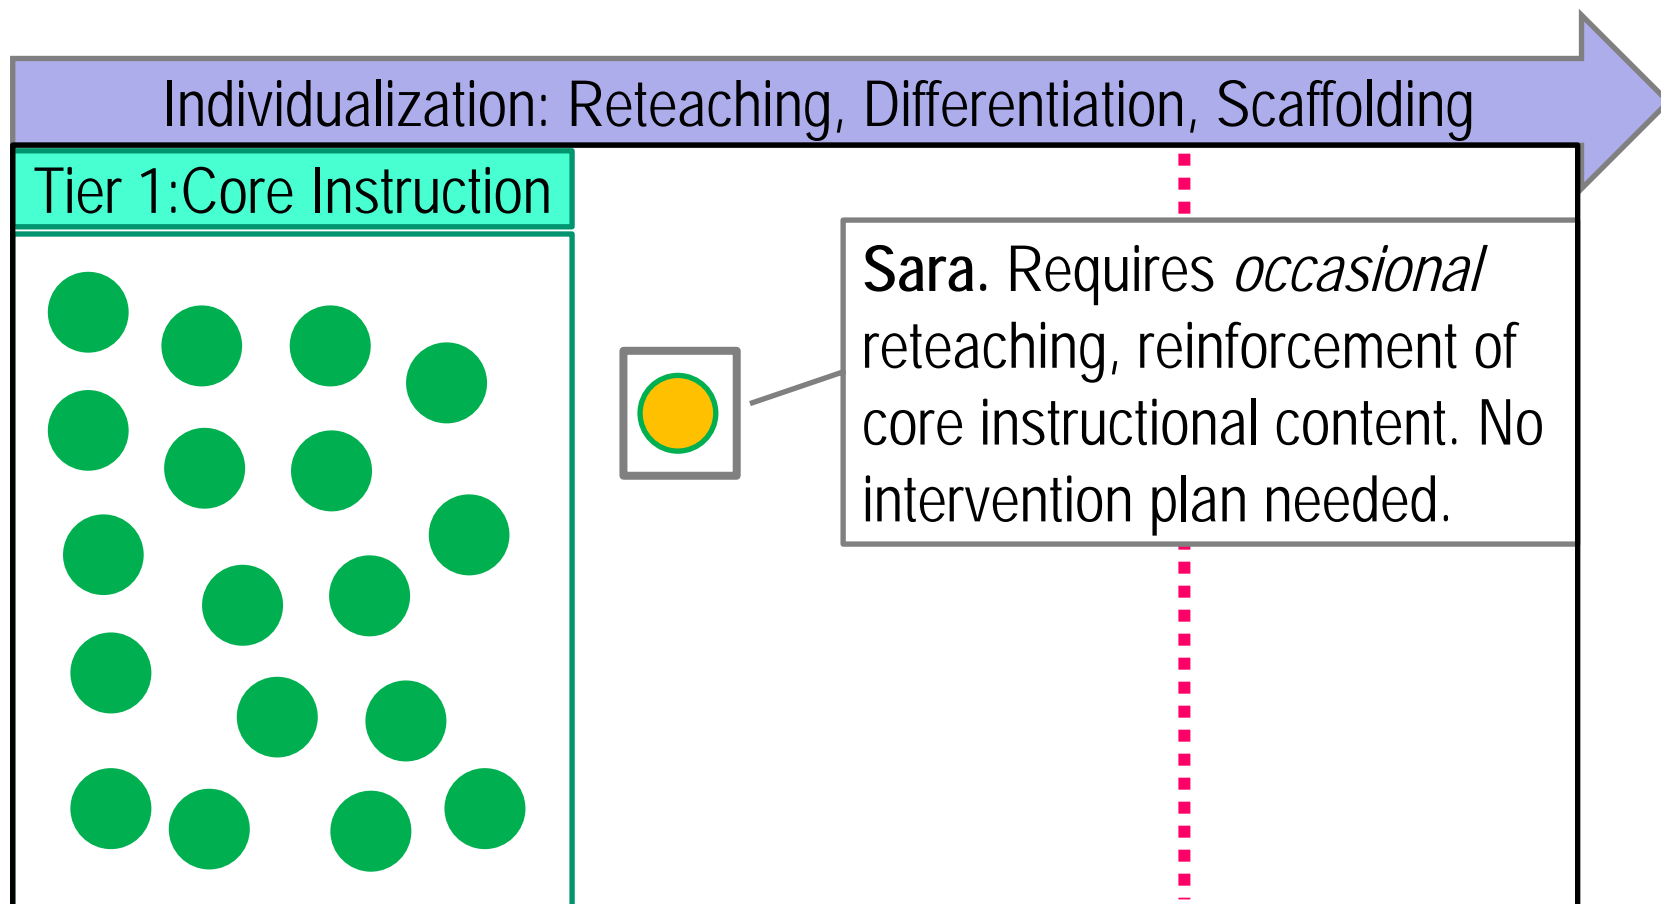 Individualization: Reteaching, Differentiation, Scaffolding
Tier 1:Core Instruction
Sara. Requires occasional
reteaching, reinforcement of
core instructional content. No
intervention plan needed.